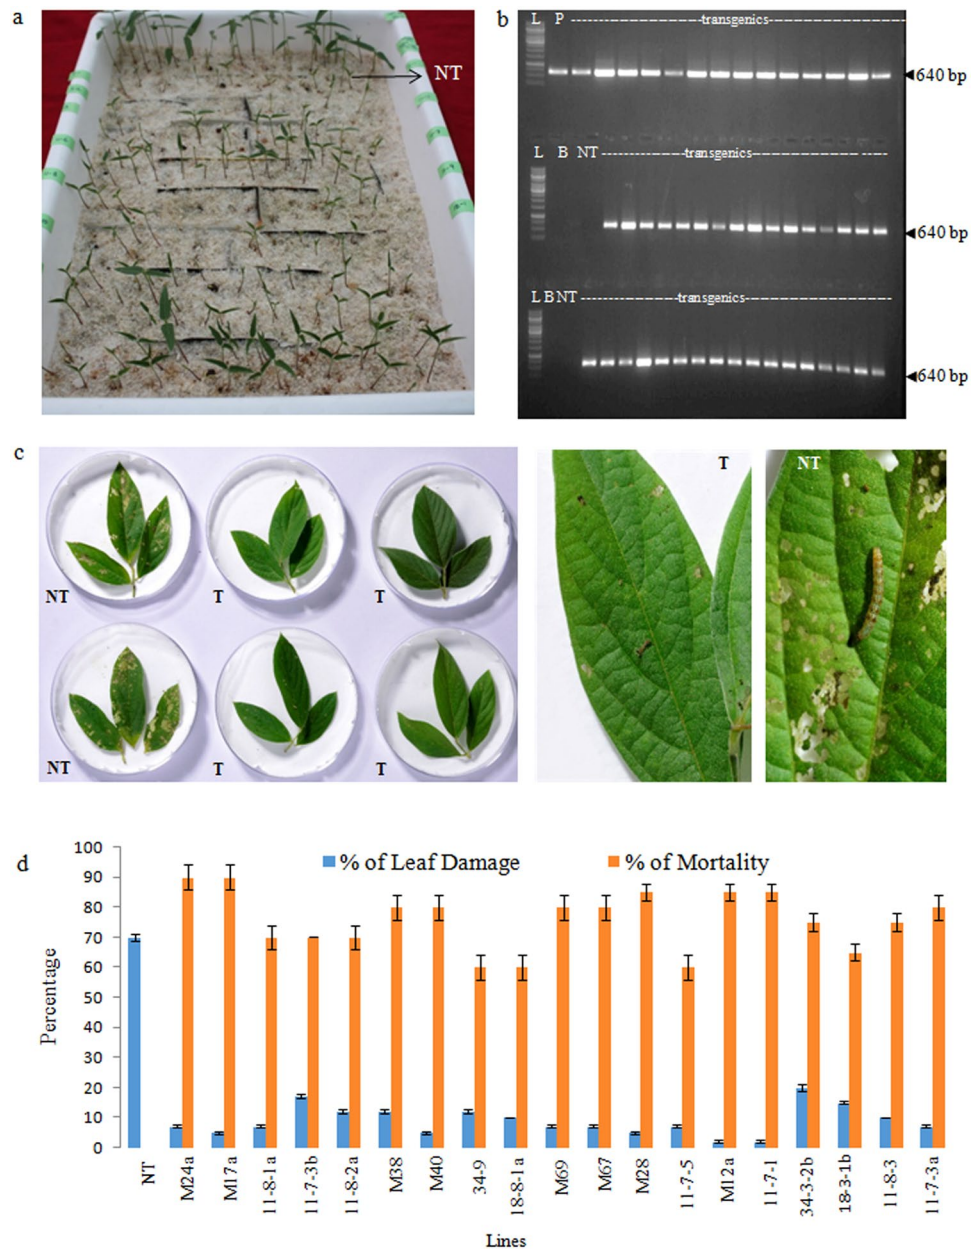 a
NT
b
L P transgenics
640 bp
L B NT transgenics
640 bp
L B NT transgenics
640 bp
c
NT
T
T
NT
T
T
T
NT
d
% of Leaf Damage
% of Mortality
100
90
80
70
60
50
40
30
20
10
0
Percentage
NT
M24a
M17a
11-8-1a
11-7-3b
11-8-2a
M38
M40
34-9
18-8-1a
M69
M67
M28
11-7-5
M12a
11-7-1
34-3-2b
18-3-1b
11-8-3
11-7-3a
Lines